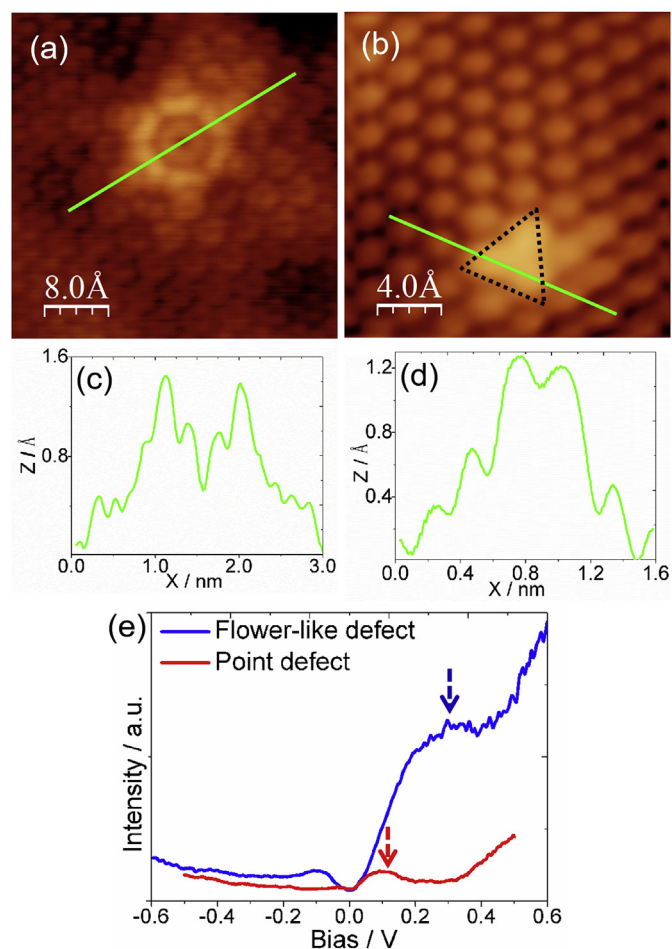 (a)
(b)
8.0Å
4.0Å
(c)
1.6
0.8
0.0
Z / Å
0.0
1.0
2.0
3.0
X / nm
(d)
1.2
0.8
0.4
Z / Å
0.0
0.4
0.8
1.2
1.6
X / nm
(e)
Flower-like defect
Point defect
Intensity / a.u.
-0.6
-0.4
-0.2
0.0
0.2
0.4
0.6
Bias / V